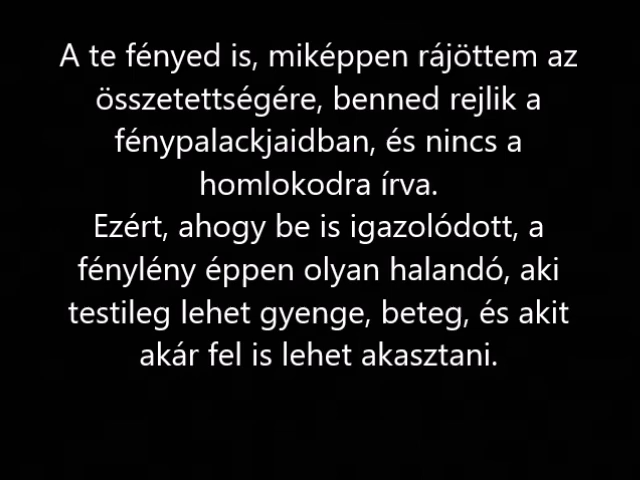 A te fényed is, miképpen rájöttem az
összetettségére, benned rejlik a
fénypalackjaidban, és nincs a
homlokodra írva.
Ezért, ahogy be is igazolódott, a
fénylény éppen olyan halandó, aki
testileg lehet gyenge, beteg, és akit
akár fel is lehet akasztani.